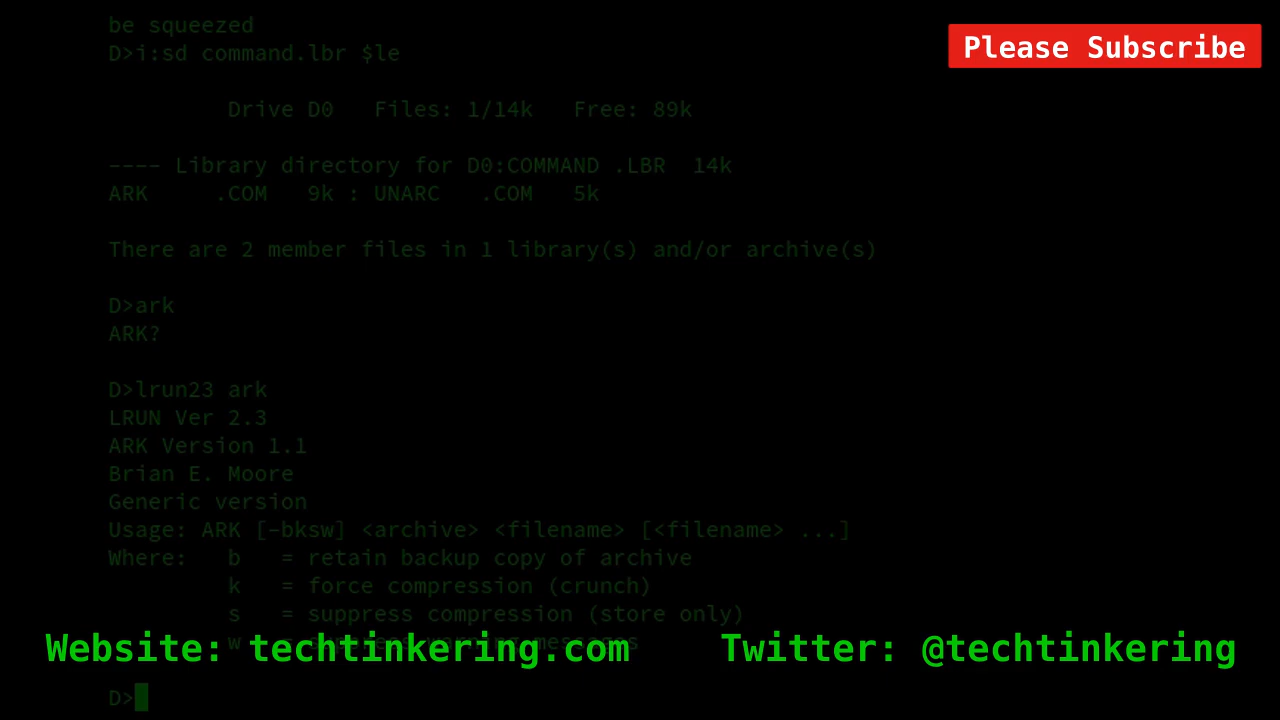 be squeezed
D>i:sd command.lbr $le
Please Subscribe
Drive D0   Files: 1/14k   Free: 89k
---- Library directory for D0:COMMAND .LBR  14k
ARK     .COM   9k : UNARC   .COM   5k
There are 2 member files in 1 library(s) and/or archive(s)
D>ark
ARK?
D>lrun23 ark
LRUN Ver 2.3
ARK Version 1.1
Brian E. Moore
Generic version
Usage: ARK [-bksw] <archive> <filename> [<filename> ...]
Where:   b   = retain backup copy of archive
k   = force compression (crunch)
s   = suppress compression (store only)
w   = suppress warning messages
Website: techtinkering.com
Twitter: @techtinkering
D>